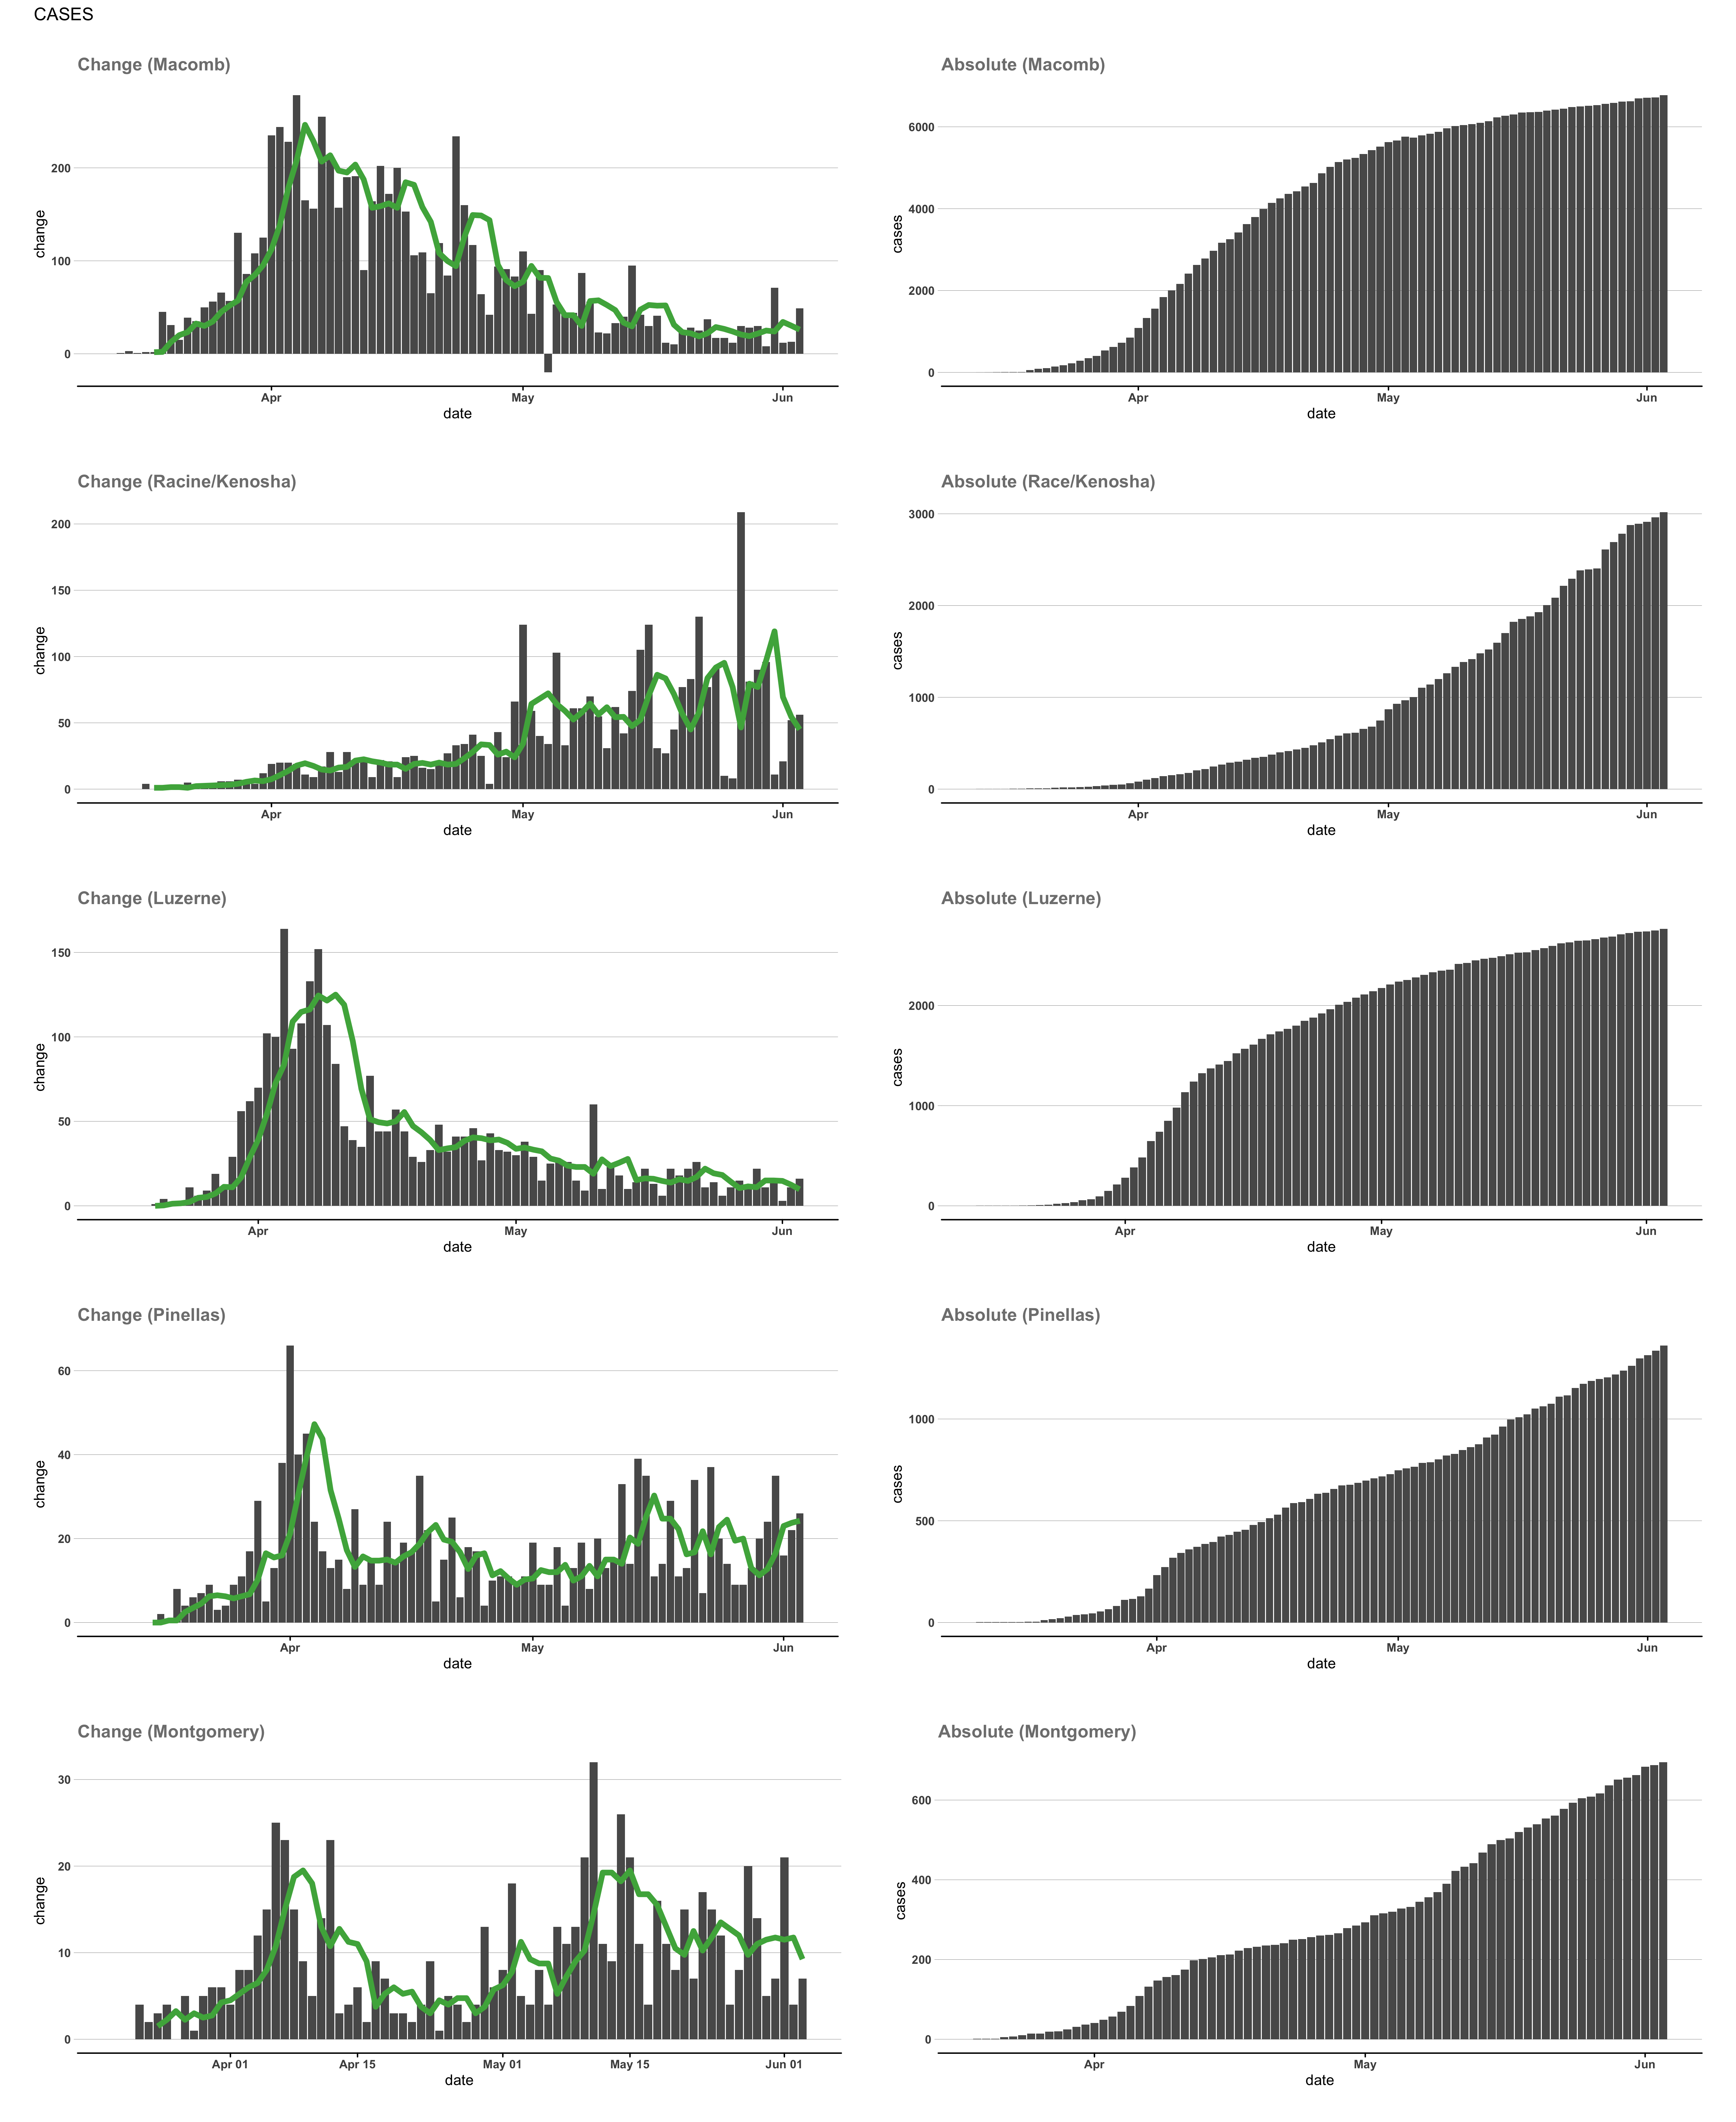 CASES
Change (Macomb)
Absolute (Macomb)
change
200
100
0
Apr
May
Jun
date
cases
6000
4000
2000
0
Apr
May
Jun
date
Change (Racine/Kenosha)
Absolute (Race/Kenosha)
change
200
150
100
50
0
Apr
May
Jun
date
cases
3000
2000
1000
0
Apr
May
Jun
date
Change (Luzerne)
Absolute (Luzerne)
change
150
100
50
0
Apr
May
Jun
date
cases
2000
1000
0
Apr
May
Jun
date
Change (Pinellas)
Absolute (Pinellas)
change
60
40
20
0
Apr
May
Jun
date
cases
1000
500
0
Apr
May
Jun
date
Change (Montgomery)
Absolute (Montgomery)
change
30
20
10
0
Apr 01
Apr 15
May 01
May 15
Jun 01
date
cases
600
400
200
0
Apr
May
Jun
date